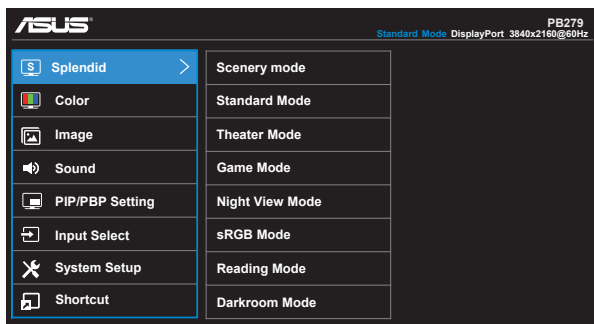 ASUS
PB279
Standard Mode DisplayPort 3840x2160@60Hz
S Splendid
Color
Image
Sound
PIP/PBP Setting
Input Select
System Setup
Shortcut
Scenery mode
Standard Mode
Theater Mode
Game Mode
Night View Mode
sRGB Mode
Reading Mode
Darkroom Mode